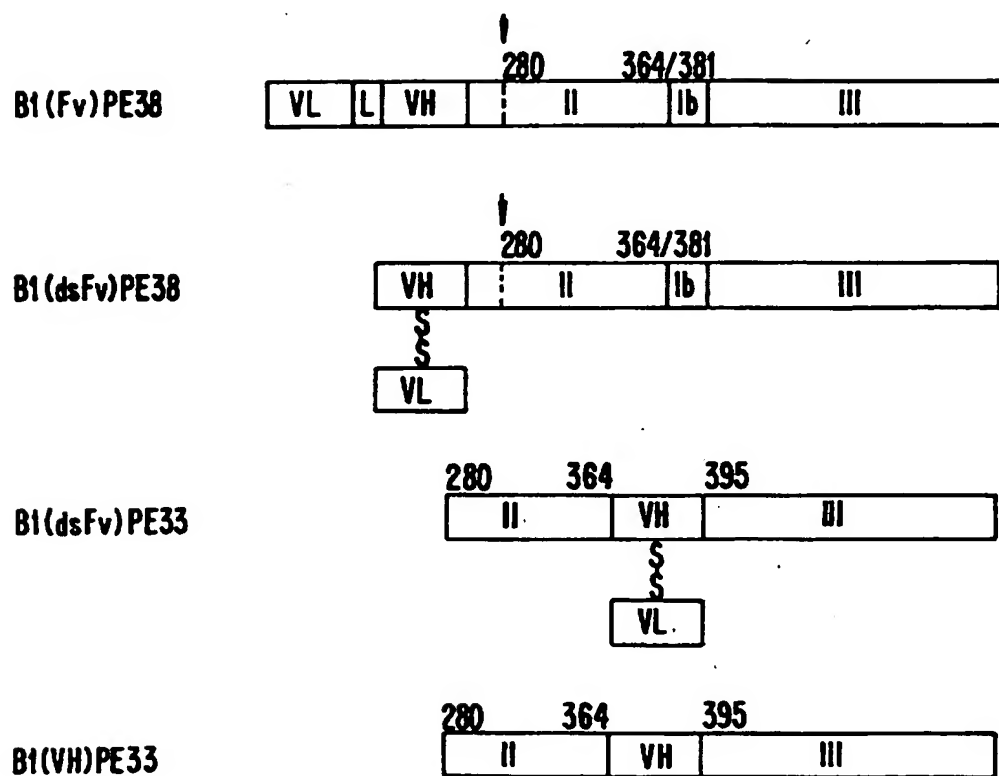 280 364/381
B1(Fv)PE38 VL L VH II Ib III
280 364/381
B1(dsFv)PE38 VH II Ib III
S
S
VL
280 364 395
B1(dsFv)PE33 II VH III
S
S
VL
280 364 395
B1(VH)PE33 II VH III